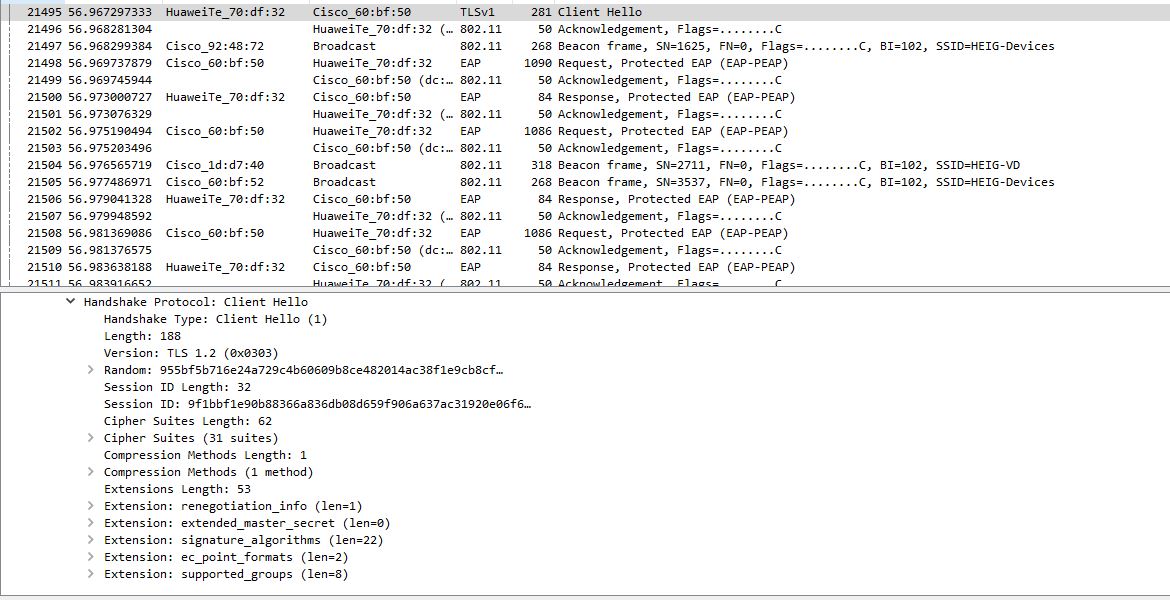 21495 56.967297333 HuaweiTe_70:df:32 Cisco_60:bf:50 TLSv1 281 Client Hello
21496 56.968281304 HuaweiTe_70:df:32 (… 802.11 50 Acknowledgement, Flags=........C
21497 56.968299384 Cisco_92:48:72 Broadcast 802.11 268 Beacon frame, SN=1625, FN=0, Flags=........C, BI=102, SSID=HEIG-Devices
21498 56.969737879 Cisco_60:bf:50 HuaweiTe_70:df:32 EAP 1090 Request, Protected EAP (EAP-PEAP)
21499 56.969745944 Cisco_60:bf:50 (dc:… 802.11 50 Acknowledgement, Flags=........C
21500 56.973000727 HuaweiTe_70:df:32 Cisco_60:bf:50 EAP 84 Response, Protected EAP (EAP-PEAP)
21501 56.973076329 HuaweiTe_70:df:32 (… 802.11 50 Acknowledgement, Flags=........C
21502 56.975190494 Cisco_60:bf:50 HuaweiTe_70:df:32 EAP 1086 Request, Protected EAP (EAP-PEAP)
21503 56.975203496 Cisco_60:bf:50 (dc:… 802.11 50 Acknowledgement, Flags=........C
21504 56.976565719 Cisco_1d:d7:40 Broadcast 802.11 318 Beacon frame, SN=2711, FN=0, Flags=........C, BI=102, SSID=HEIG-VD
21505 56.977486971 Cisco_60:bf:52 Broadcast 802.11 268 Beacon frame, SN=3537, FN=0, Flags=........C, BI=102, SSID=HEIG-Devices
21506 56.979041328 HuaweiTe_70:df:32 Cisco_60:bf:50 EAP 84 Response, Protected EAP (EAP-PEAP)
21507 56.979948592 HuaweiTe_70:df:32 (… 802.11 50 Acknowledgement, Flags=........C
21508 56.981369086 Cisco_60:bf:50 HuaweiTe_70:df:32 EAP 1086 Request, Protected EAP (EAP-PEAP)
21509 56.981376575 Cisco_60:bf:50 (dc:… 802.11 50 Acknowledgement, Flags=........C
21510 56.983638188 HuaweiTe_70:df:32 Cisco_60:bf:50 EAP 84 Response, Protected EAP (EAP-PEAP)
21511 56.983916652 HuaweiTe_70:df:32 ( 802.11 50 Acknowledgement, Flags= C
Handshake Protocol: Client Hello
Handshake Type: Client Hello (1)
Length: 188
Version: TLS 1.2 (0x0303)
Random: 955bf5b716e24a729c4b60609b8ce482014ac38f1e9cb8cf…
Session ID Length: 32
Session ID: 9f1bbf1e90b88366a836db08d659f906a637ac31920e06f6…
Cipher Suites Length: 62
Cipher Suites (31 suites)
Compression Methods Length: 1
Compression Methods (1 method)
Extensions Length: 53
Extension: renegotiation_info (len=1)
Extension: extended_master_secret (len=0)
Extension: signature_algorithms (len=22)
Extension: ec_point_formats (len=2)
Extension: supported_groups (len=8)